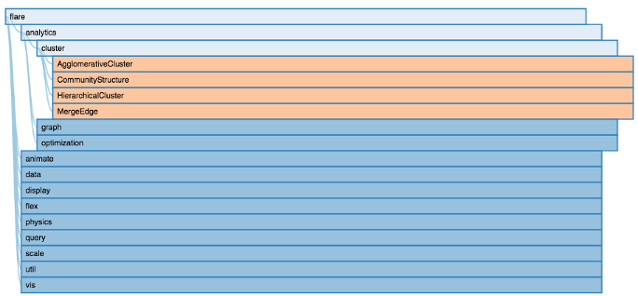 flare
analytics
cluster
AgglomerativeCluster
CommunityStructure
HierarchicalCluster
MergeEdge
graph
optimization
animate
data
display
flex
physics
query
scale
util
vis